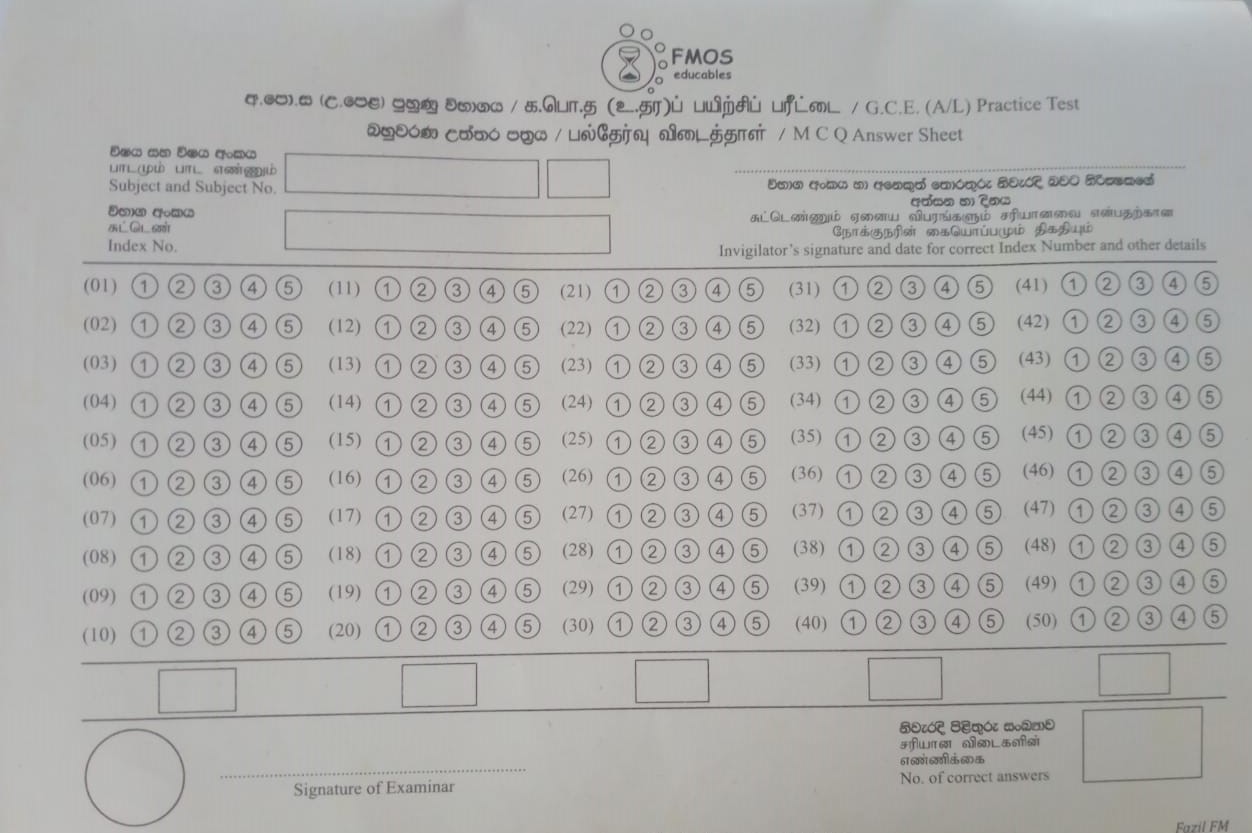 FMOS
educables
අ.පො.ස (උ.පෙළ) පුහුණු විභාගය / க.பொ.த (உ.தர)ப் பயிற்சிப் பரீட்டை / G.C.E. (A/L) Practice Test
බහුවරණ උත්තර පත්‍රය / பல்தேர்வு விடைத்தாள் / M C Q Answer Sheet
විෂය සහ විෂය අංකය
பாடமும் பாட எண்ணும்
Subject and Subject No.
විභාග අංකය
சுட்டெண்
Index No.
විභාග අංකය හා අනෙකුත් තොරතුරු නිවැරදි බවට නිරීක්ෂකගේ
අත්සන හා දිනය
சுட்டெண்ணும் ஏனைய விபரங்களும் சரியானவை என்பதற்கான
நோக்குநரின் கையொப்பமும் திகதியும்
Invigilator's signature and date for correct Index Number and other details
(01) 1 2 3 4 5 (11) 1 2 3 4 5 (21) 1 2 3 4 5 (31) 1 2 3 4 5 (41) 1 2 3 4 5
(02) 1 2 3 4 5 (12) 1 2 3 4 5 (22) 1 2 3 4 5 (32) 1 2 3 4 5 (42) 1 2 3 4 5
(03) 1 2 3 4 5 (13) 1 2 3 4 5 (23) 1 2 3 4 5 (33) 1 2 3 4 5 (43) 1 2 3 4 5
(04) 1 2 3 4 5 (14) 1 2 3 4 5 (24) 1 2 3 4 5 (34) 1 2 3 4 5 (44) 1 2 3 4 5
(05) 1 2 3 4 5 (15) 1 2 3 4 5 (25) 1 2 3 4 5 (35) 1 2 3 4 5 (45) 1 2 3 4 5
(06) 1 2 3 4 5 (16) 1 2 3 4 5 (26) 1 2 3 4 5 (36) 1 2 3 4 5 (46) 1 2 3 4 5
(07) 1 2 3 4 5 (17) 1 2 3 4 5 (27) 1 2 3 4 5 (37) 1 2 3 4 5 (47) 1 2 3 4 5
(08) 1 2 3 4 5 (18) 1 2 3 4 5 (28) 1 2 3 4 5 (38) 1 2 3 4 5 (48) 1 2 3 4 5
(09) 1 2 3 4 5 (19) 1 2 3 4 5 (29) 1 2 3 4 5 (39) 1 2 3 4 5 (49) 1 2 3 4 5
(10) 1 2 3 4 5 (20) 1 2 3 4 5 (30) 1 2 3 4 5 (40) 1 2 3 4 5 (50) 1 2 3 4 5
Signature of Examinar
නිවැරදි පිළිතුරු සංඛ්‍යාව
சரியான விடைகளின்
எண்ணிக்கை
No. of correct answers
Fazil FM